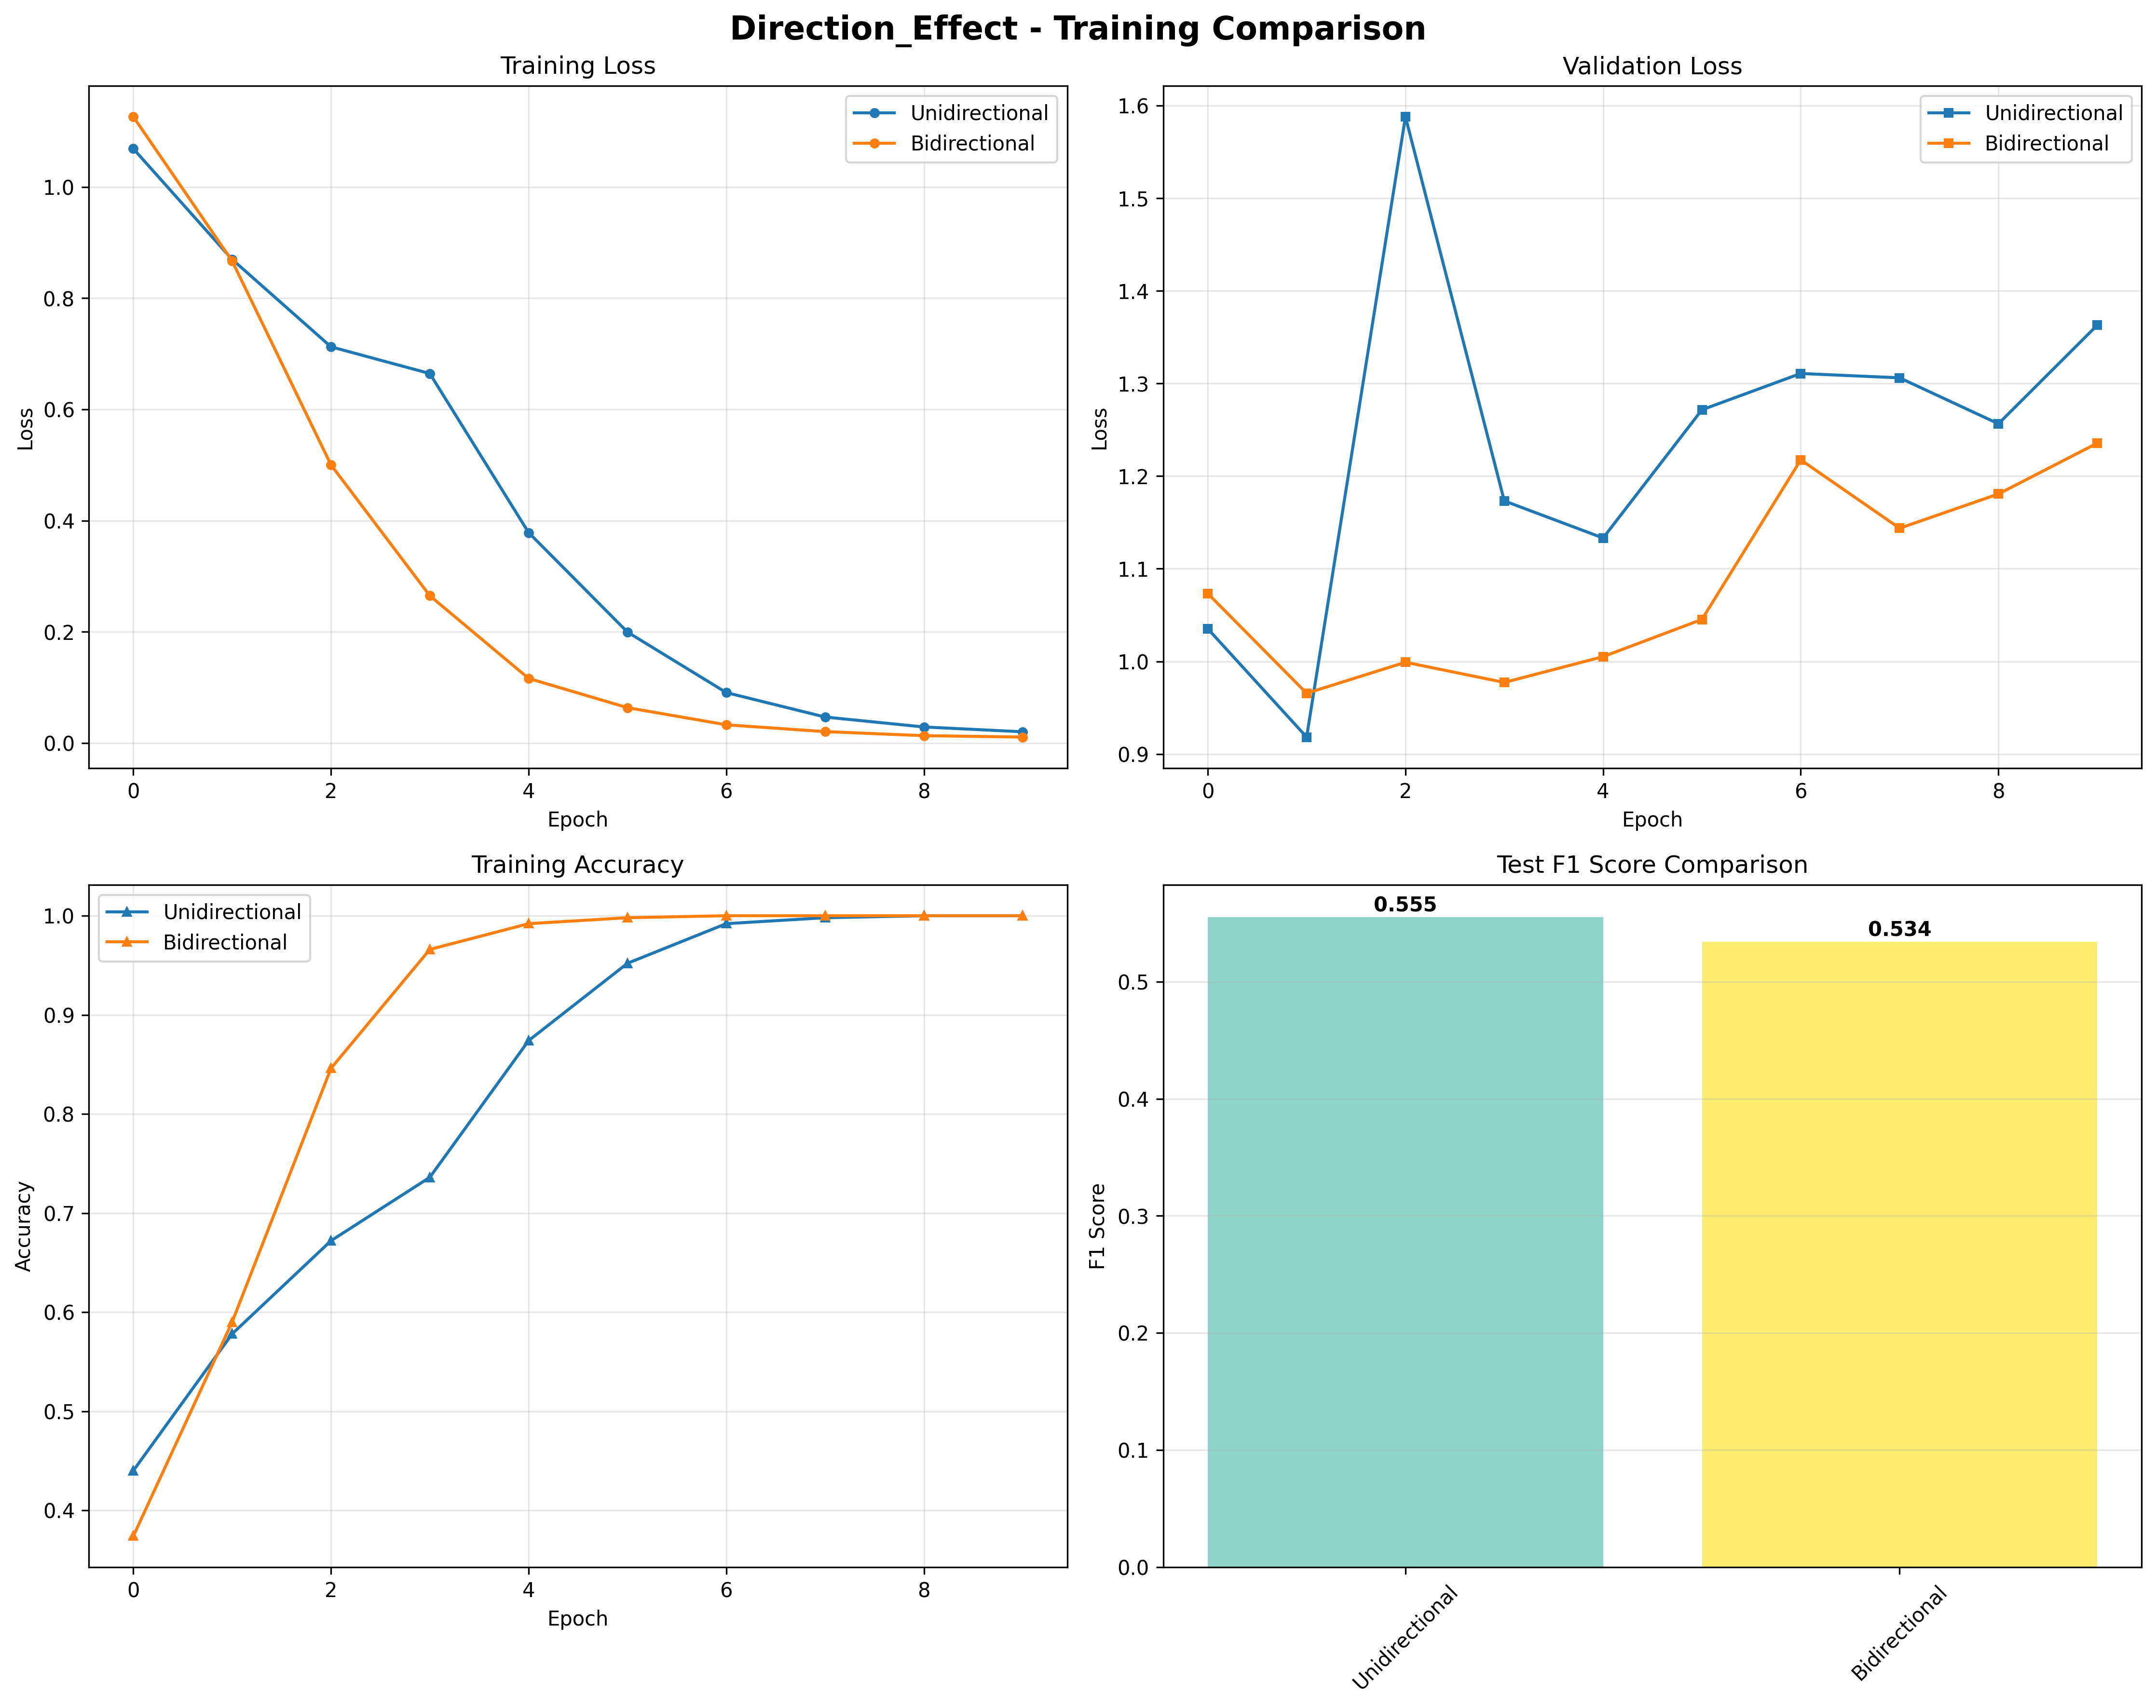 Direction_Effect - Training Comparison
Training Loss
Unidirectional
Bidirectional
1.0
0.8
0.6
0.4
0.2
0.0
Loss
0 2 4 6 8
Epoch
Validation Loss
Unidirectional
Bidirectional
1.6
1.5
1.4
1.3
1.2
1.1
1.0
0.9
Loss
0 2 4 6 8
Epoch
Training Accuracy
Unidirectional
Bidirectional
1.0
0.9
0.8
0.7
0.6
0.5
0.4
Accuracy
0 2 4 6 8
Epoch
Test F1 Score Comparison
0.555
0.534
0.5
0.4
0.3
0.2
0.1
0.0
F1 Score
Unidirectional
Bidirectional